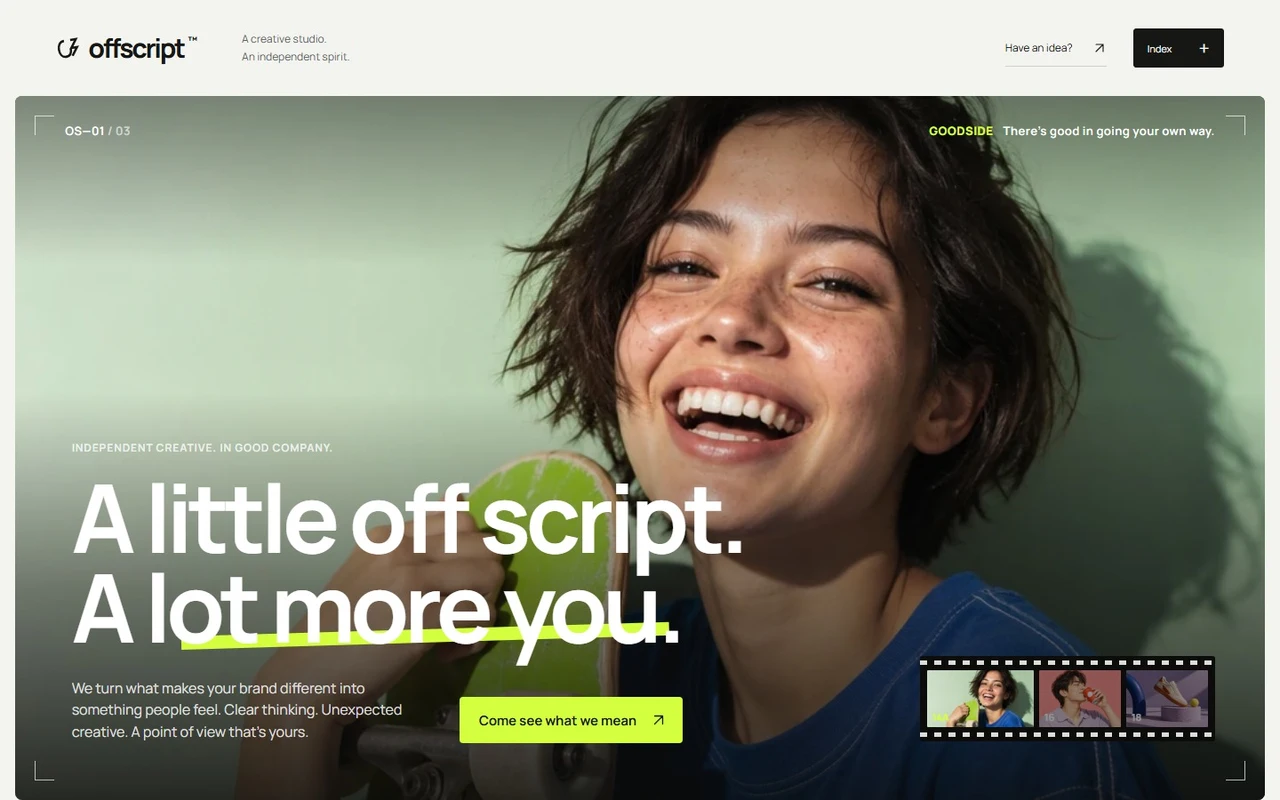 offscript™
A creative studio.
An independent spirit.
Have an idea?
Index +
OS—01 / 03
GOODSIDE There's good in going your own way.
INDEPENDENT CREATIVE. IN GOOD COMPANY.
A little off script.
A lot more you.
We turn what makes your brand different into
something people feel. Clear thinking. Unexpected
creative. A point of view that's yours.
Come see what we mean
16
18